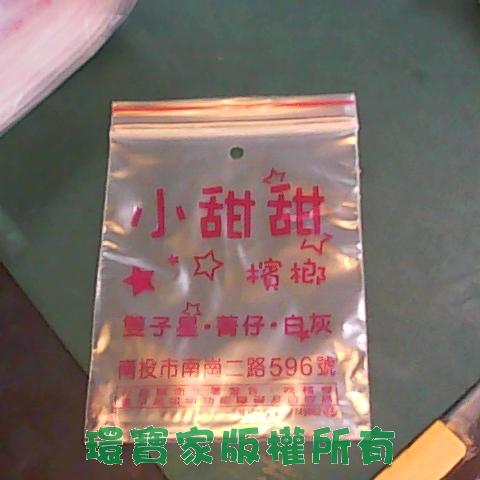 小甜甜
檳榔
雙子星·菁仔·白灰
南投市南崗二路596號
環寶家版權所有